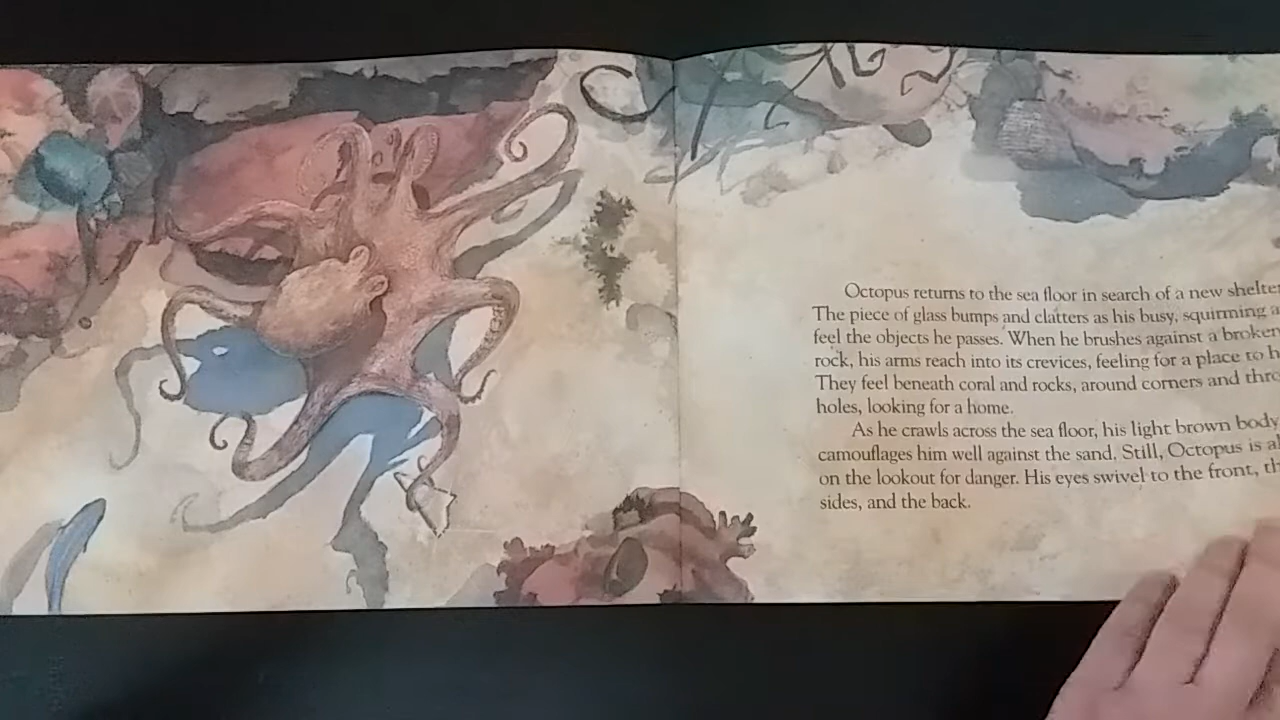 Octopus returns to the sea floor in search of a new shelter
The piece of glass bumps and clatters as his busy, squirming
feel the objects he passes. When he brushes against a broken
rock, his arms reach into its crevices, feeling for a place to
They feel beneath coral and rocks, around corners and
holes, looking for a home.
As he crawls across the sea floor, his light brown body
camouflages him well against the sand. Still, Octopus is
on the lookout for danger. His eyes swivel to the front,
sides, and the back.